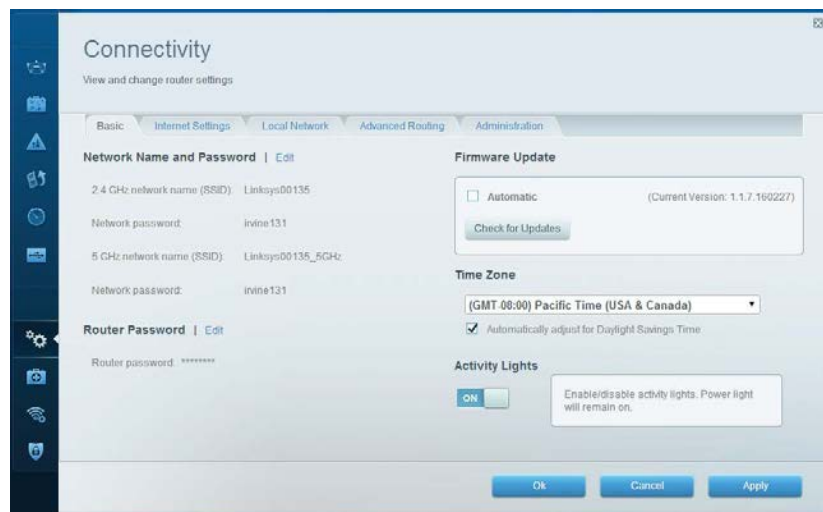 Connectivity
View and change router settings
Basic
Internet Settings
Local Network
Advanced Routing
Administration
Network Name and Password | Edit
2.4 GHz network name (SSID): Linksys00135
Network password: irvine131
5 GHz network name (SSID): Linksys00135_5GHz
Network password: irvine131
Router Password | Edit
Router password: ********
Firmware Update
Automatic
(Current Version: 1.1.7.160227)
Check for Updates
Time Zone
(GMT-08:00) Pacific Time (USA & Canada)
Automatically adjust for Daylight Savings Time
Activity Lights
ON
Enable/disable activity lights. Power light
will remain on.
Ok
Cancel
Apply